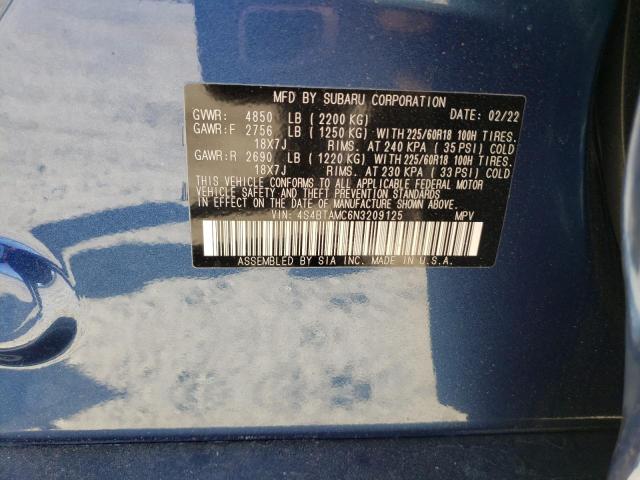 MFD BY SUBARU CORPORATION DATE: 02/22
GVWR: 4850 LB (2200 KG)
GAWR:F 2756 LB (1250 KG) WITH 225/60R18 100H TIRES.
18X7J RIMS. AT 240 KPA (35 PSI) COLD
GAWR:R 2690 LB (1220 KG) WITH 225/60R18 100H TIRES.
18X7J RIMS. AT 230 KPA (33 PSI) COLD
THIS VEHICLE CONFORMS TO ALL APPLICABLE FEDERAL MOTOR
VEHICLE SAFETY AND THEFT PREVENTION STANDARDS
IN EFFECT ON THE DATE OF MANUFACTURE SHOWN ABOVE.
VIN: 4S4BTAMC6N3209125 MPV
ASSEMBLED BY SIA INC. MADE IN U.S.A.